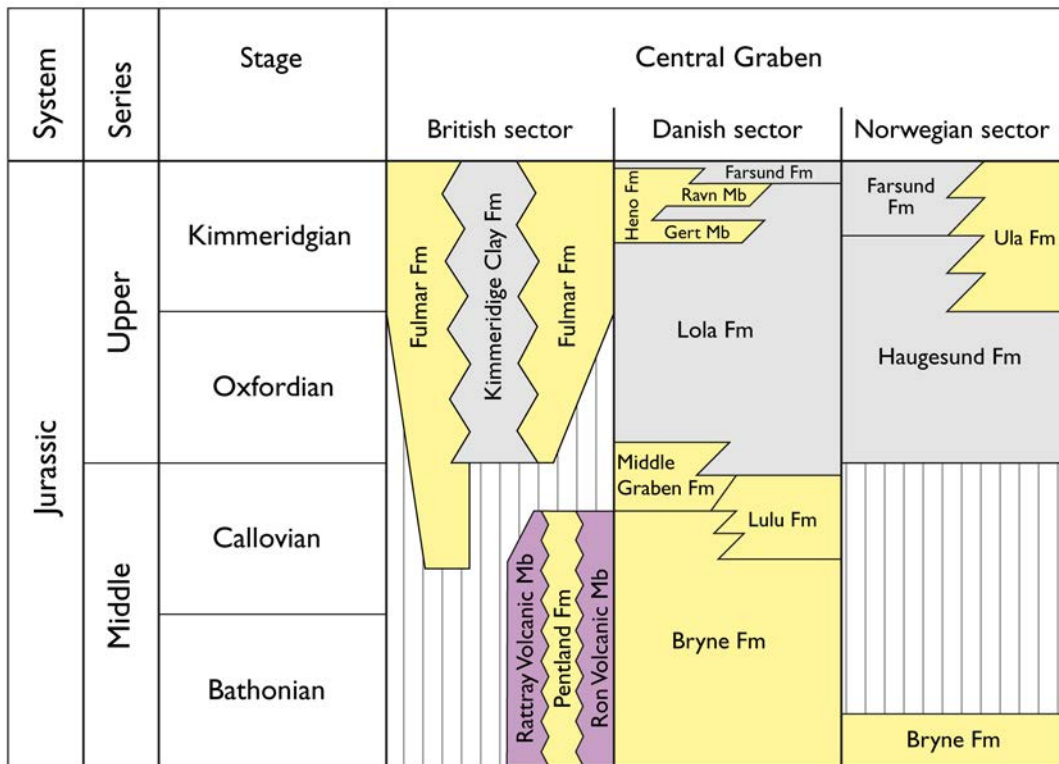 System
Series
Stage
Central Graben
British sector
Danish sector
Norwegian sector
Jurassic
Upper
Middle
Kimmeridgian
Oxfordian
Callovian
Bathonian
Fulmar Fm
Kimmeridige Clay Fm
Fulmar Fm
Rattray Volcanic Mb
Pentland Fm
Ron Volcanic Mb
Heno Fm
Farsund Fm
Ravn Mb
Gert Mb
Lola Fm
Middle
Graben Fm
Lulu Fm
Bryne Fm
Farsund
Fm
Ula Fm
Haugesund Fm
Bryne Fm